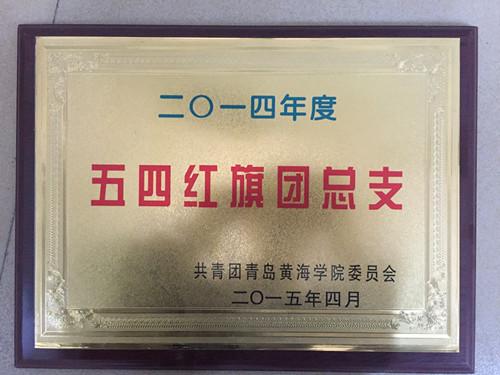 二〇一四年度
五四红旗团总支
共青团青岛黄海学院委员会
二〇一五年四月